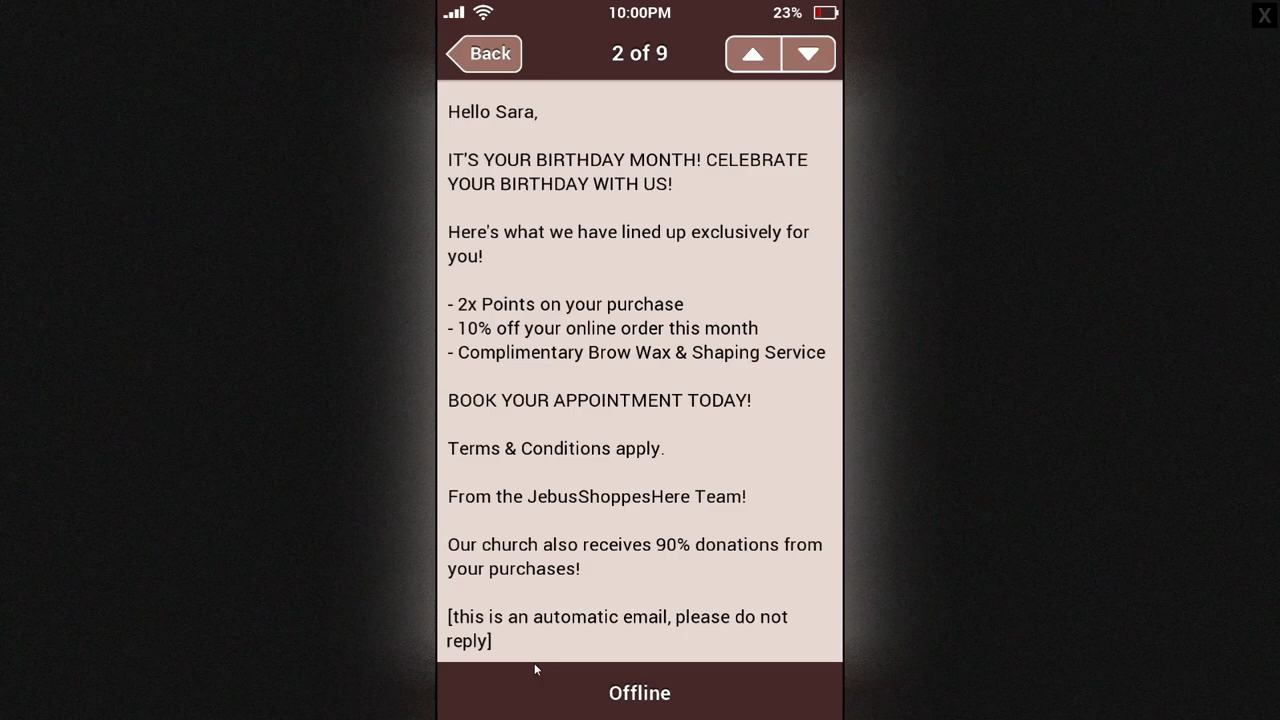 10:00PM
23%
X
Back
2 of 9
Hello Sara,
IT'S YOUR BIRTHDAY MONTH! CELEBRATE
YOUR BIRTHDAY WITH US!
Here's what we have lined up exclusively for
you!
- 2x Points on your purchase
- 10% off your online order this month
- Complimentary Brow Wax & Shaping Service
BOOK YOUR APPOINTMENT TODAY!
Terms & Conditions apply.
From the JebusShoppesHere Team!
Our church also receives 90% donations from
your purchases!
[this is an automatic email, please do not
reply]
Offline